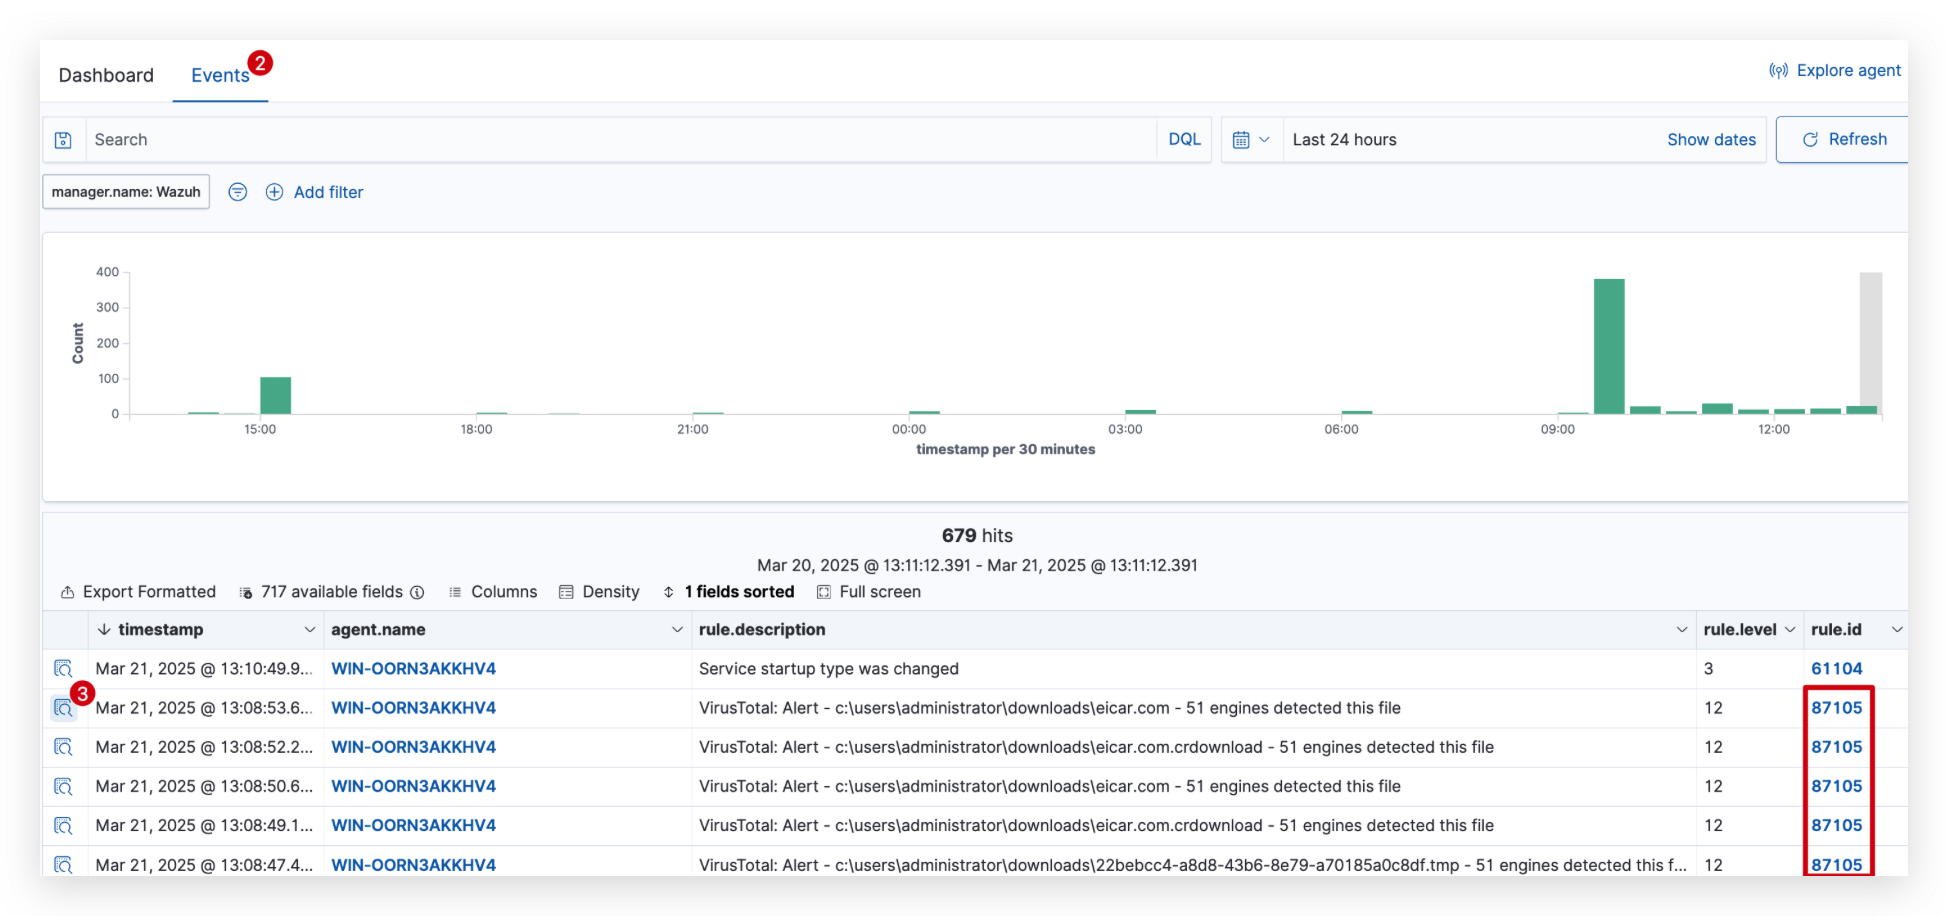 Dashboard Events 2 Explore agent
Search DQL Last 24 hours Show dates Refresh
manager.name: Wazuh Add filter
400
300
200
100
0
Count
15:00 18:00 21:00 00:00 03:00 06:00 09:00 12:00
timestamp per 30 minutes
679 hits
Mar 20, 2025 @ 13:11:12.391 - Mar 21, 2025 @ 13:11:12.391
Export Formatted 717 available fields Columns Density 1 fields sorted Full screen
timestamp agent.name rule.description rule.level rule.id
Mar 21, 2025 @ 13:10:49.9... WIN-OORN3AKKHV4 Service startup type was changed 3 61104
3
Mar 21, 2025 @ 13:08:53.6... WIN-OORN3AKKHV4 VirusTotal: Alert - c:\users\administrator\downloads\eicar.com - 51 engines detected this file 12 87105
Mar 21, 2025 @ 13:08:52.2... WIN-OORN3AKKHV4 VirusTotal: Alert - c:\users\administrator\downloads\eicar.com.crdownload - 51 engines detected this file 12 87105
Mar 21, 2025 @ 13:08:50.6... WIN-OORN3AKKHV4 VirusTotal: Alert - c:\users\administrator\downloads\eicar.com - 51 engines detected this file 12 87105
Mar 21, 2025 @ 13:08:49.1... WIN-OORN3AKKHV4 VirusTotal: Alert - c:\users\administrator\downloads\eicar.com.crdownload - 51 engines detected this file 12 87105
Mar 21, 2025 @ 13:08:47.4... WIN-OORN3AKKHV4 VirusTotal: Alert - c:\users\administrator\downloads\22bebcc4-a8d8-43b6-8e79-a70185a0c8df.tmp - 51 engines detected this f... 12 87105